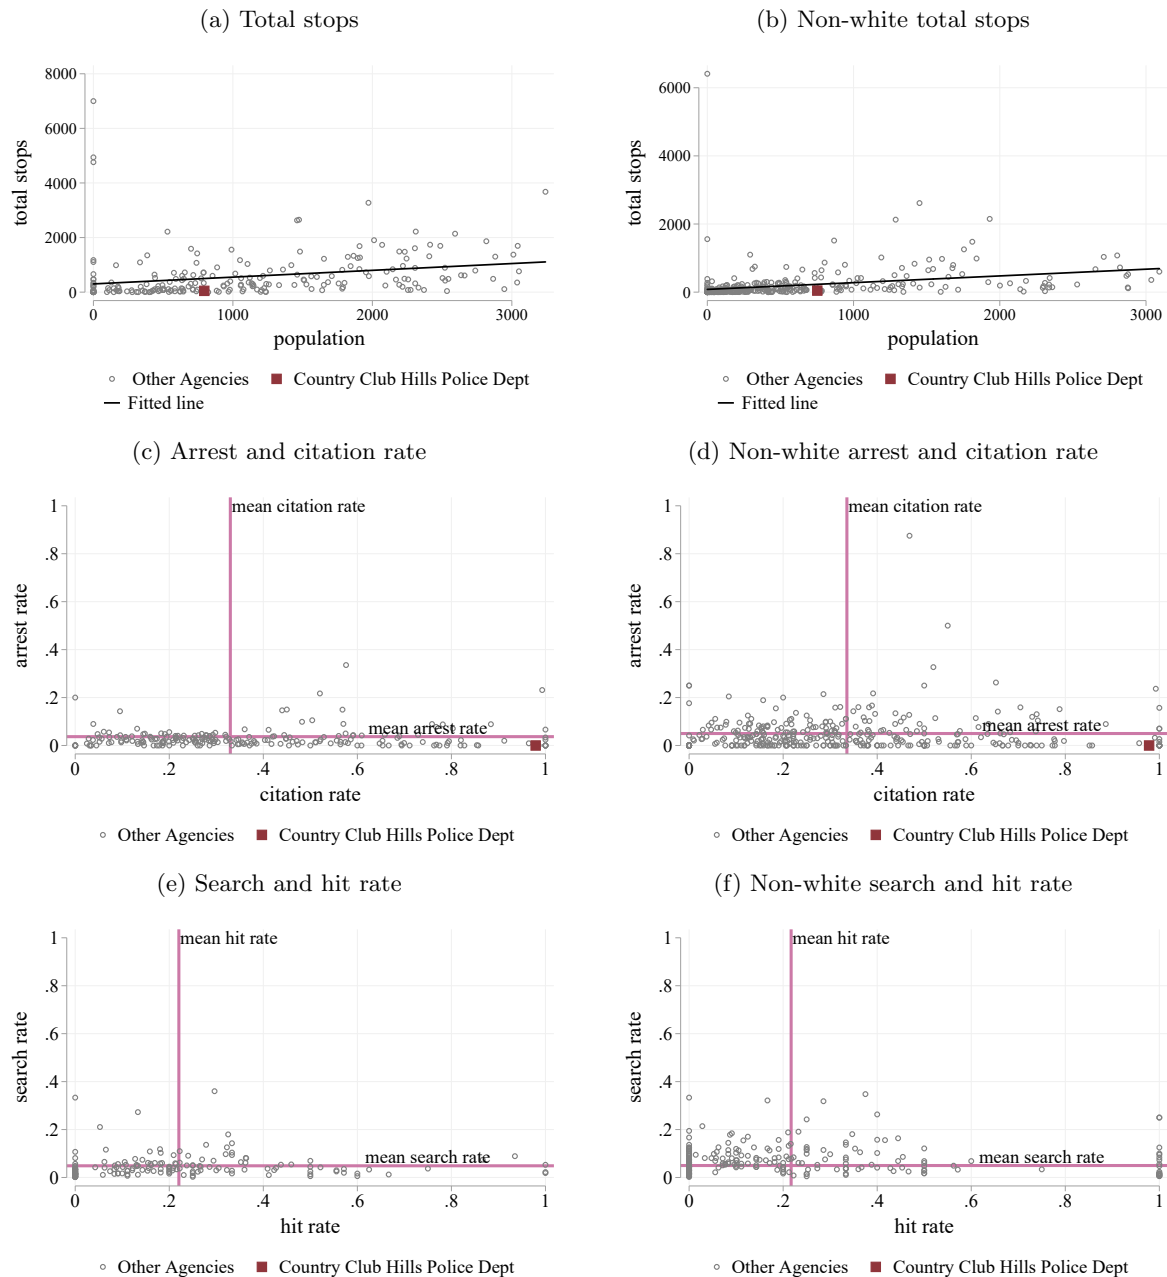 (a) Total stops
(b) Non-white total stops
total stops
8000
6000
4000
2000
0
0 1000 2000 3000
population
○ Other Agencies ■ Country Club Hills Police Dept
— Fitted line
total stops
6000
4000
2000
0
0 1000 2000 3000
population
○ Other Agencies ■ Country Club Hills Police Dept
— Fitted line
(c) Arrest and citation rate
(d) Non-white arrest and citation rate
arrest rate
1
.8
.6
.4
.2
0
mean citation rate
mean arrest rate
0 .2 .4 .6 .8 1
citation rate
○ Other Agencies ■ Country Club Hills Police Dept
arrest rate
1
.8
.6
.4
.2
0
mean citation rate
mean arrest rate
0 .2 .4 .6 .8 1
citation rate
○ Other Agencies ■ Country Club Hills Police Dept
(e) Search and hit rate
(f) Non-white search and hit rate
search rate
1
.8
.6
.4
.2
0
mean hit rate
mean search rate
0 .2 .4 .6 .8 1
hit rate
○ Other Agencies ■ Country Club Hills Police Dept
search rate
1
.8
.6
.4
.2
0
mean hit rate
mean search rate
0 .2 .4 .6 .8 1
hit rate
○ Other Agencies ■ Country Club Hills Police Dept